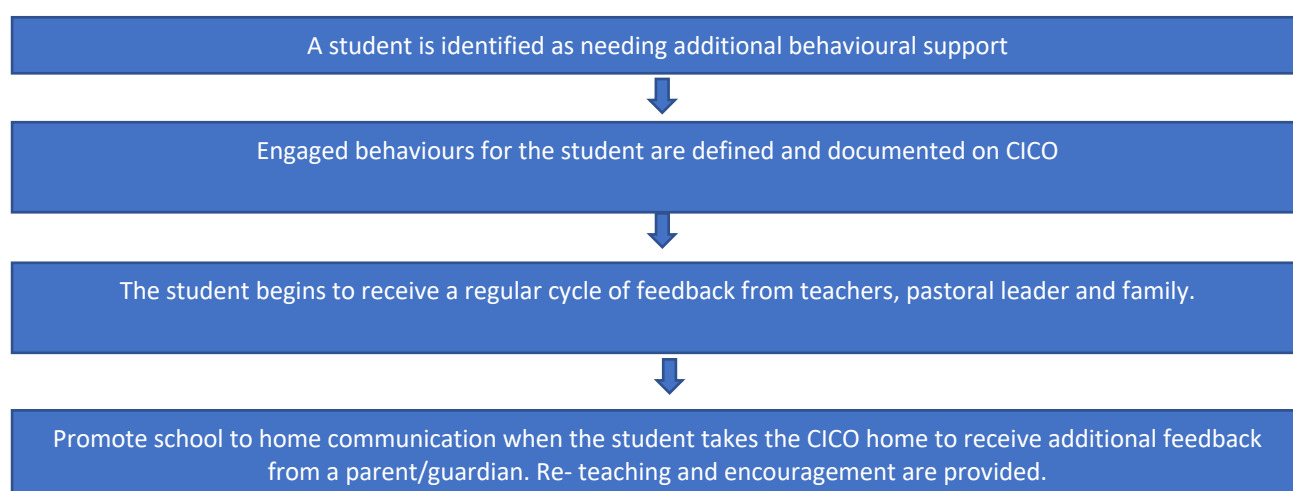 A student is identified as needing additional behavioural support
Engaged behaviours for the student are defined and documented on CICO
The student begins to receive a regular cycle of feedback from teachers, pastoral leader and family.
Promote school to home communication when the student takes the CICO home to receive additional feedback
from a parent/guardian. Re- teaching and encouragement are provided.